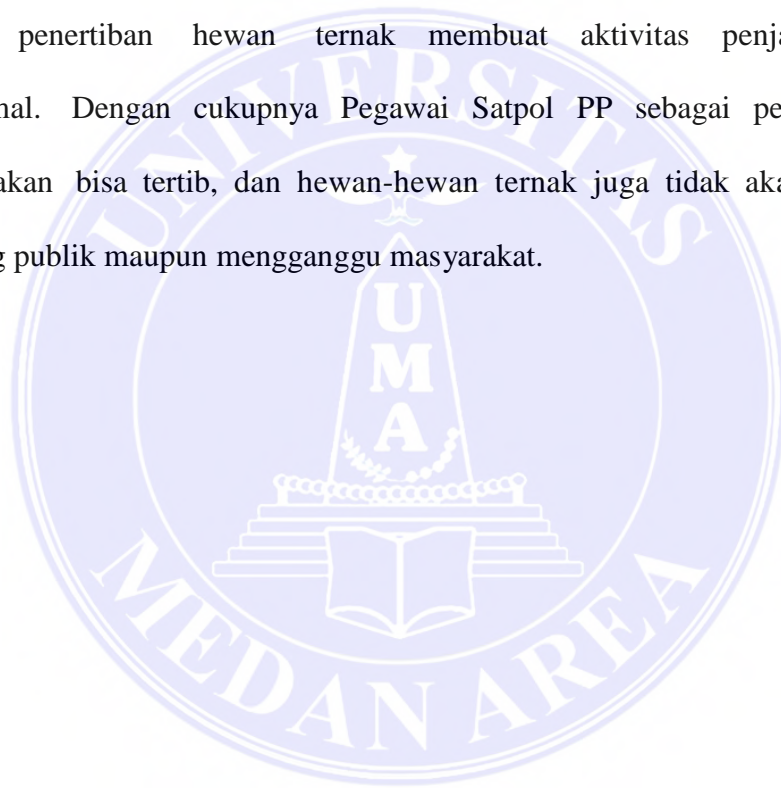 penertiban hewan ternak membuat aktivitas penja
nal. Dengan cukupnya Pegawai Satpol PP sebagai pe
akan bisa tertib, dan hewan-hewan ternak juga tidak aka
g publik maupun mengganggu masyarakat.
UNIVERSITAS
U
M
A
MEDAN AREA